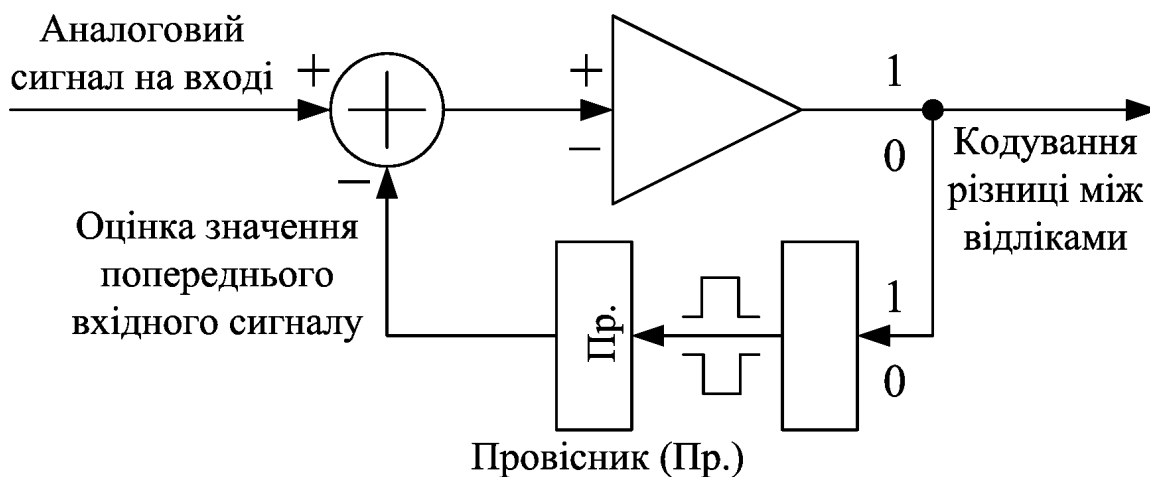 Аналоговий
сигнал на вході
+
−
+
−
1
0
Кодування
різниці між
відліками
Оцінка значення
попереднього
вхідного сигналу
Пр.
1
0
Провісник (Пр.)